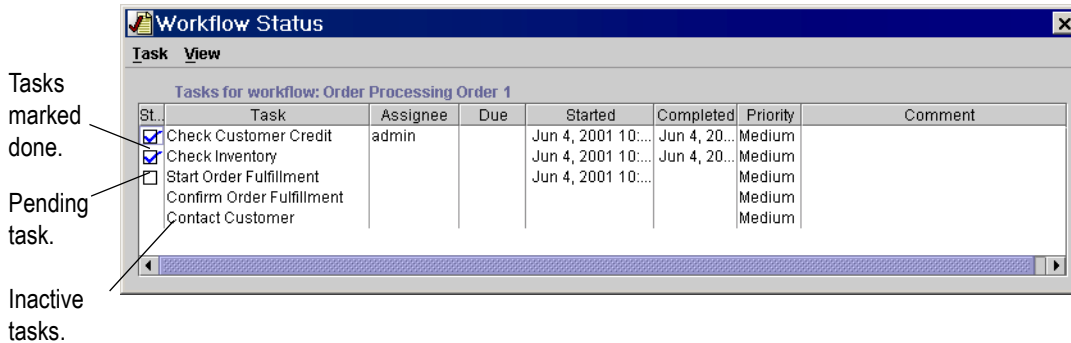 Workflow Status
Task View
Tasks for workflow: Order Processing Order 1
St... Task Assignee Due Started Completed Priority Comment
Check Customer Credit admin Jun 4, 2001 10:... Jun 4, 20... Medium
Check Inventory Jun 4, 2001 10:... Jun 4, 20... Medium
Start Order Fulfillment Jun 4, 2001 10:... Medium
Confirm Order Fulfillment Medium
Contact Customer Medium
Tasks
marked
done.
Pending
task.
Inactive
tasks.